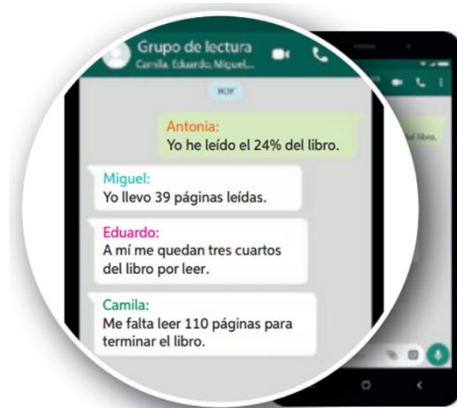 Grupo de lectura
Camila, Eduardo, Miguel,...
HOY
Antonia:
Yo he leído el 24% del libro.
Miguel:
Yo llevo 39 páginas leídas.
Eduardo:
A mí me quedan tres cuartos
del libro por leer.
Camila:
Me falta leer 110 páginas para
terminar el libro.
del libro.